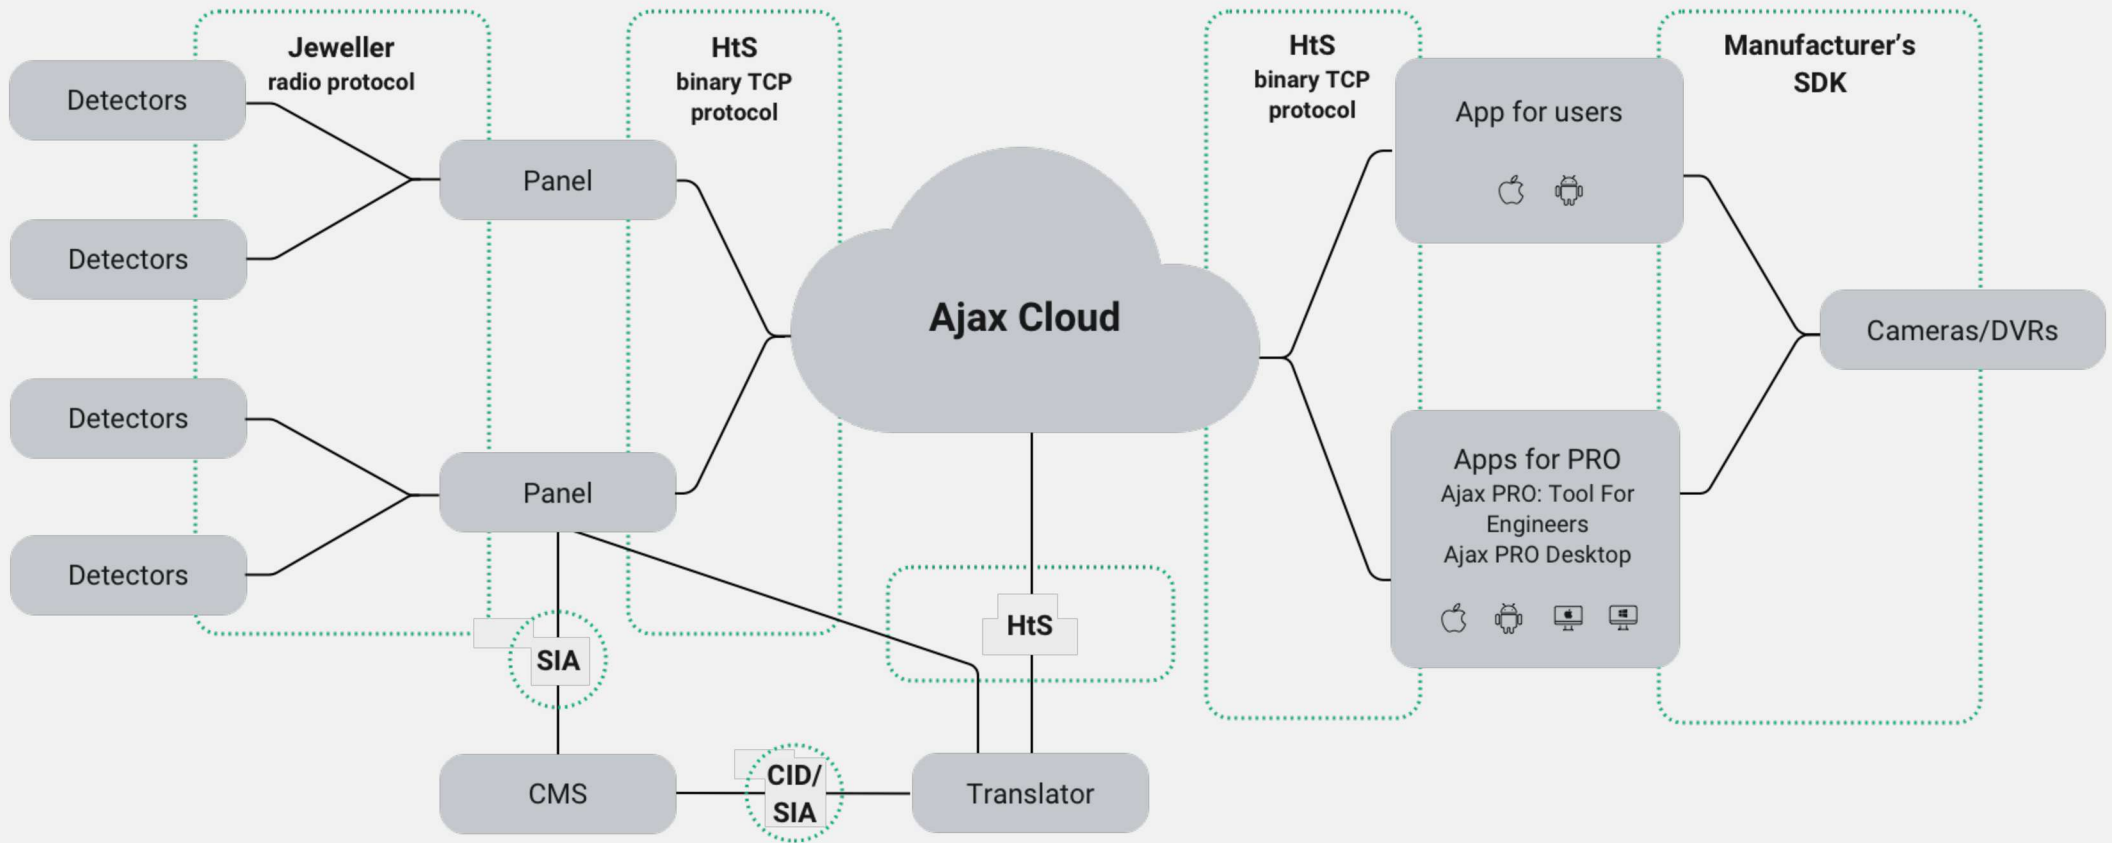 Jeweller
radio protocol
HtS
binary TCP
protocol
HtS
binary TCP
protocol
Manufacturer's
SDK
Detectors
Detectors
Detectors
Detectors
Panel
Panel
Ajax Cloud
App for users
Apps for PRO
Ajax PRO: Tool For
Engineers
Ajax PRO Desktop
Cameras/DVRs
SIA
HtS
CMS
CID/
SIA
Translator